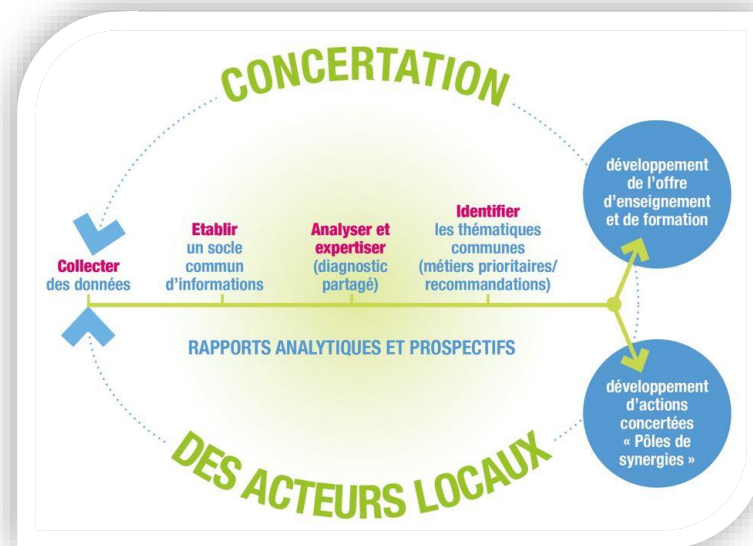 CONCERTATION
Collecter
des données
Etablir
un socle
commun
d'informations
Analyser et
expertiser
(diagnostic
partagé)
Identifier
les thématiques
communes
(métiers prioritaires/
recommandations)
développement
de l'offre
d'enseignement
et de formation
RAPPORTS ANALYTIQUES ET PROSPECTIFS
développement
d'actions
concertées
« Pôles de
synergies »
DES ACTEURS LOCAUX